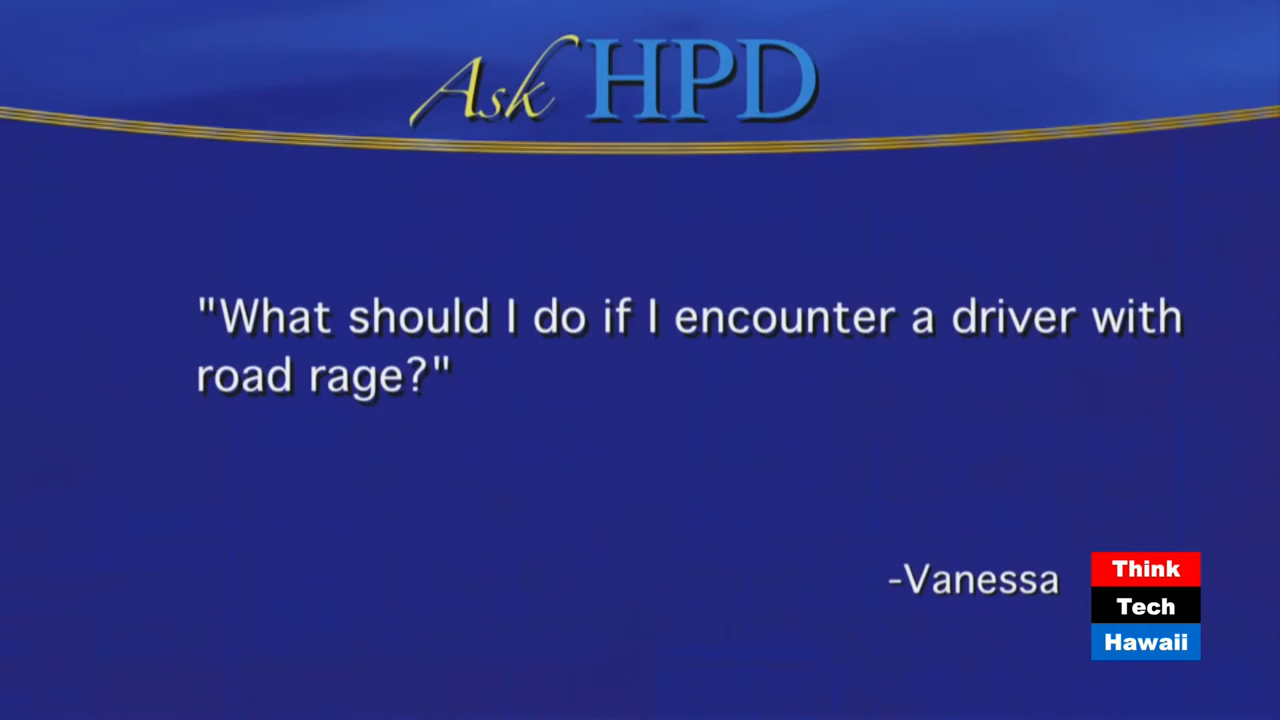 Ask HPD
"What should I do if I encounter a driver with
road rage?"
-Vanessa
Think
Tech
Hawaii